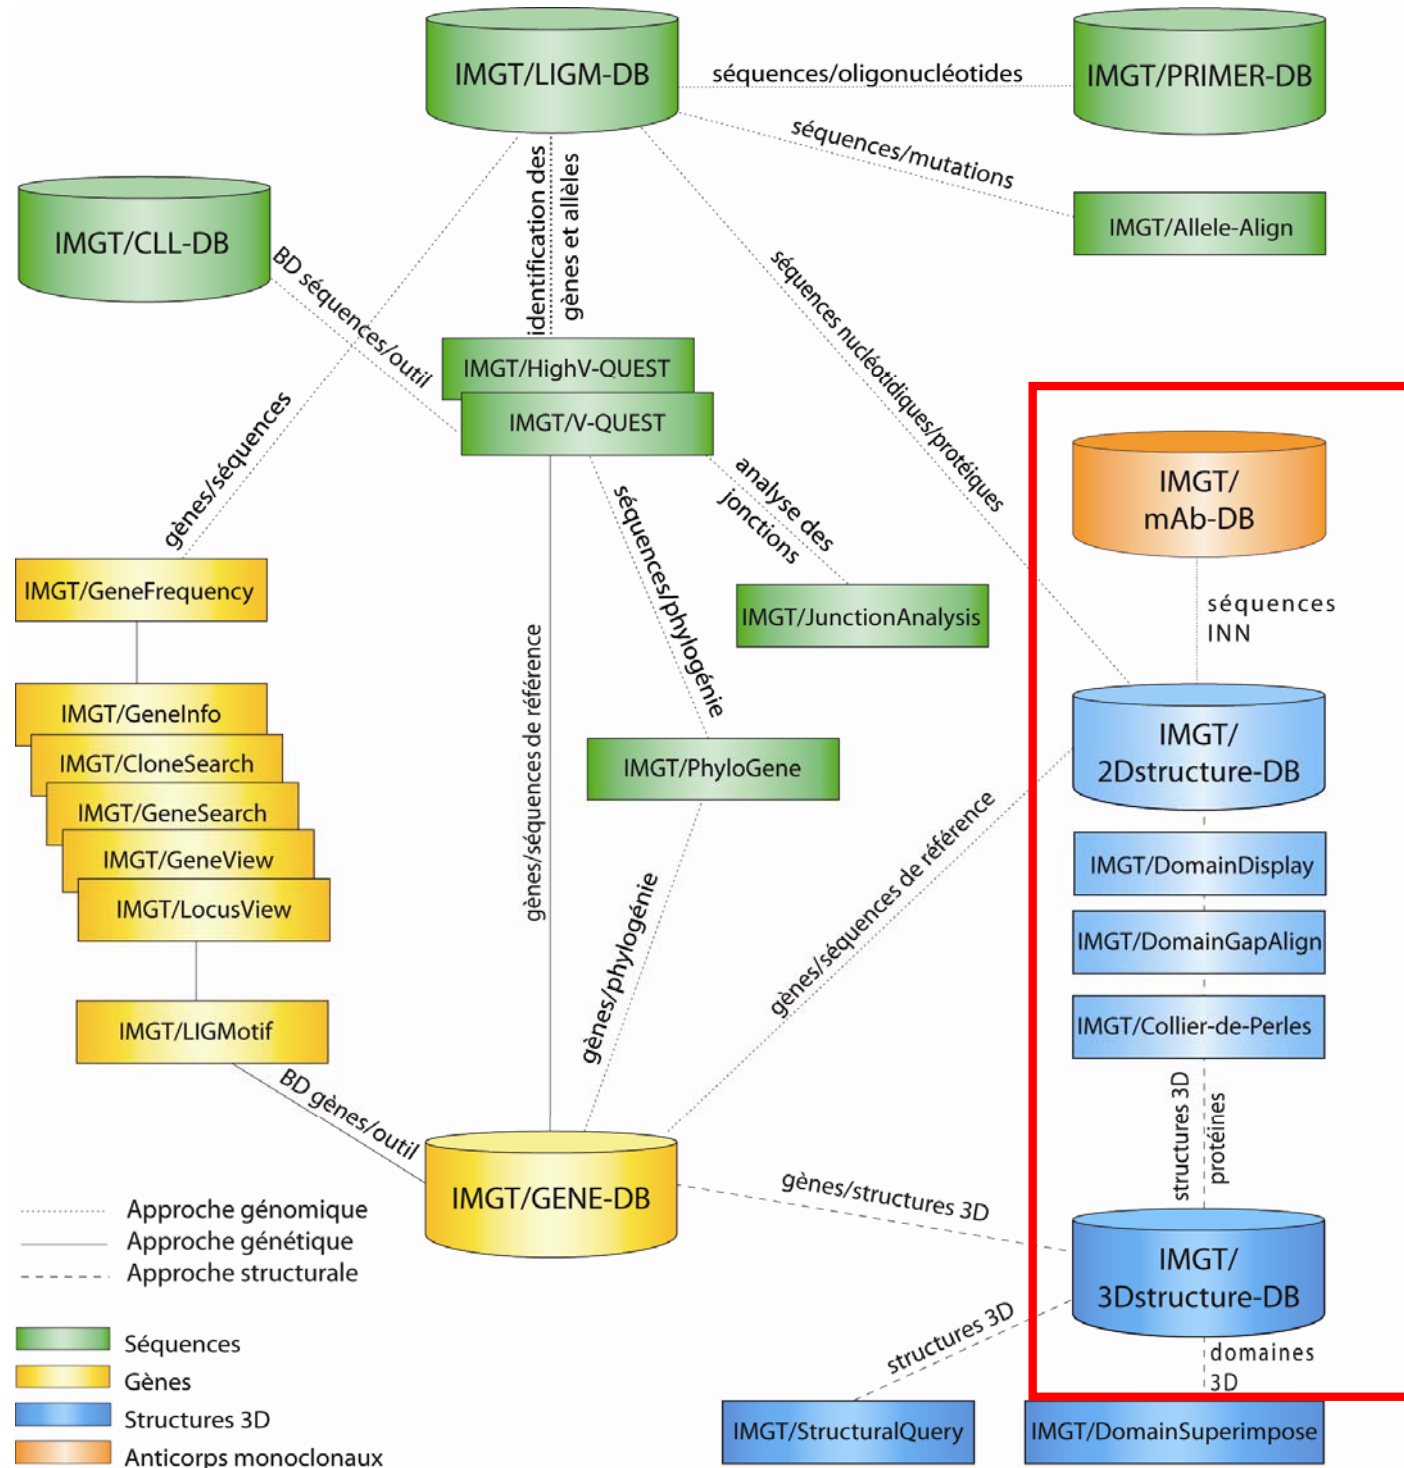 IMGT/LIGM-DB
séquences/oligonucléotides
IMGT/PRIMER-DB
séquences/mutations
IMGT/Allele-Align
IMGT/CLL-DB
BD séquences/outil
identification des
gènes et allèles
séquences nucléotidiques/protéiques
IMGT/HighV-QUEST
IMGT/V-QUEST
gènes/séquences
analyse des
jonctions
séquences/phylogénie
IMGT/
mAb-DB
séquences
INN
IMGT/GeneFrequency
IMGT/JunctionAnalysis
gènes/séquences de référence
IMGT/GeneInfo
IMGT/CloneSearch
IMGT/GeneSearch
IMGT/GeneView
IMGT/LocusView
IMGT/PhyloGene
IMGT/
2Dstructure-DB
gènes/séquences de référence
IMGT/DomainDisplay
IMGT/DomainGapAlign
IMGT/Collier-de-Perles
gènes/phylogénie
IMGT/LIGMotif
BD gènes/outil
structures 3D
protéines
IMGT/GENE-DB
gènes/structures 3D
IMGT/
3Dstructure-DB
structures 3D
domaines
3D
IMGT/StructuralQuery
IMGT/DomainSuperimpose
Approche génomique
Approche génétique
Approche structurale
Séquences
Gènes
Structures 3D
Anticorps monoclonaux